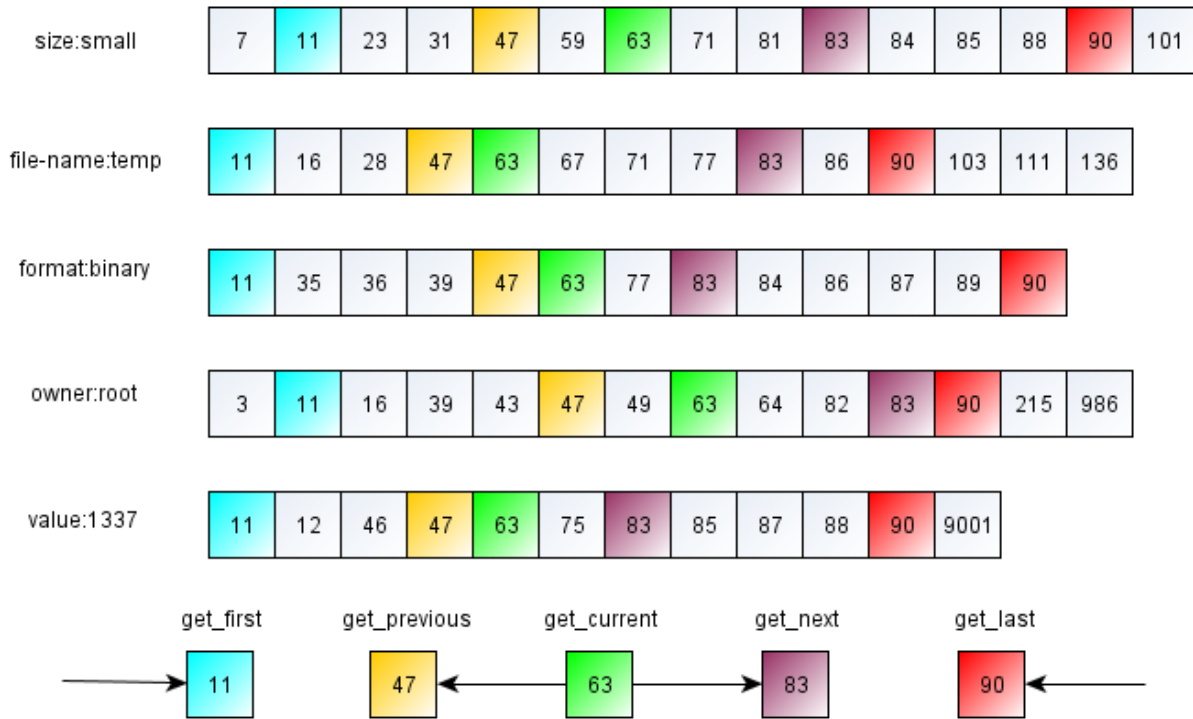 size:small 7 11 23 31 47 59 63 71 81 83 84 85 88 90 101
file-name:temp 11 16 28 47 63 67 71 77 83 86 90 103 111 136
format:binary 11 35 36 39 47 63 77 83 84 86 87 89 90
owner:root 3 11 16 39 43 47 49 63 64 82 83 90 215 986
value:1337 11 12 46 47 63 75 83 85 87 88 90 9001
get_first get_previous get_current get_next get_last
11 47 63 83 90